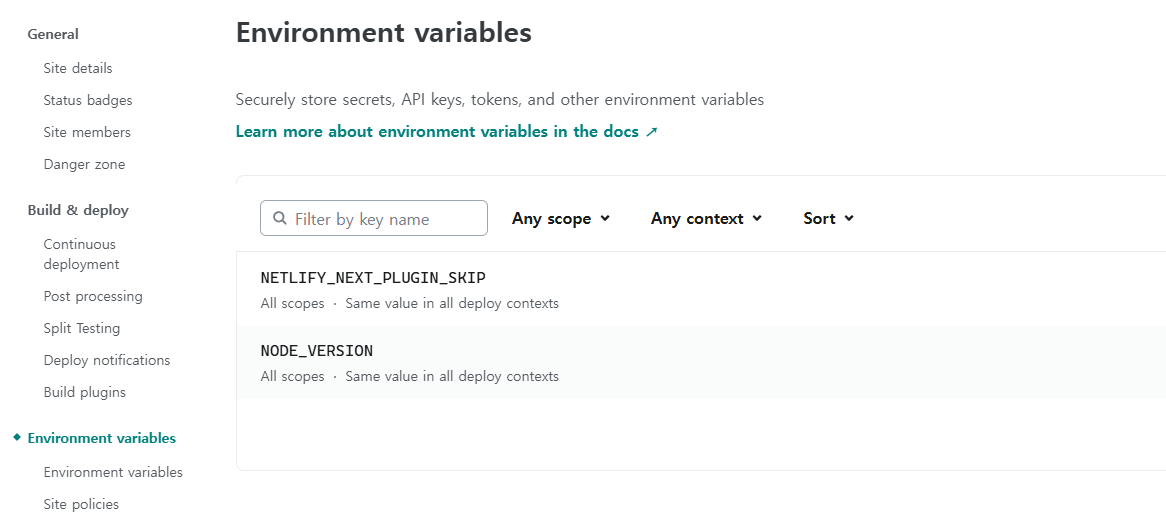 General
Site details
Status badges
Site members
Danger zone
Build & deploy
Continuous
deployment
Post processing
Split Testing
Deploy notifications
Build plugins
Environment variables
Environment variables
Site policies
Environment variables
Securely store secrets, API keys, tokens, and other environment variables
Learn more about environment variables in the docs ↗
Filter by key name
Any scope
Any context
Sort
NETLIFY_NEXT_PLUGIN_SKIP
All scopes · Same value in all deploy contexts
NODE_VERSION
All scopes · Same value in all deploy contexts